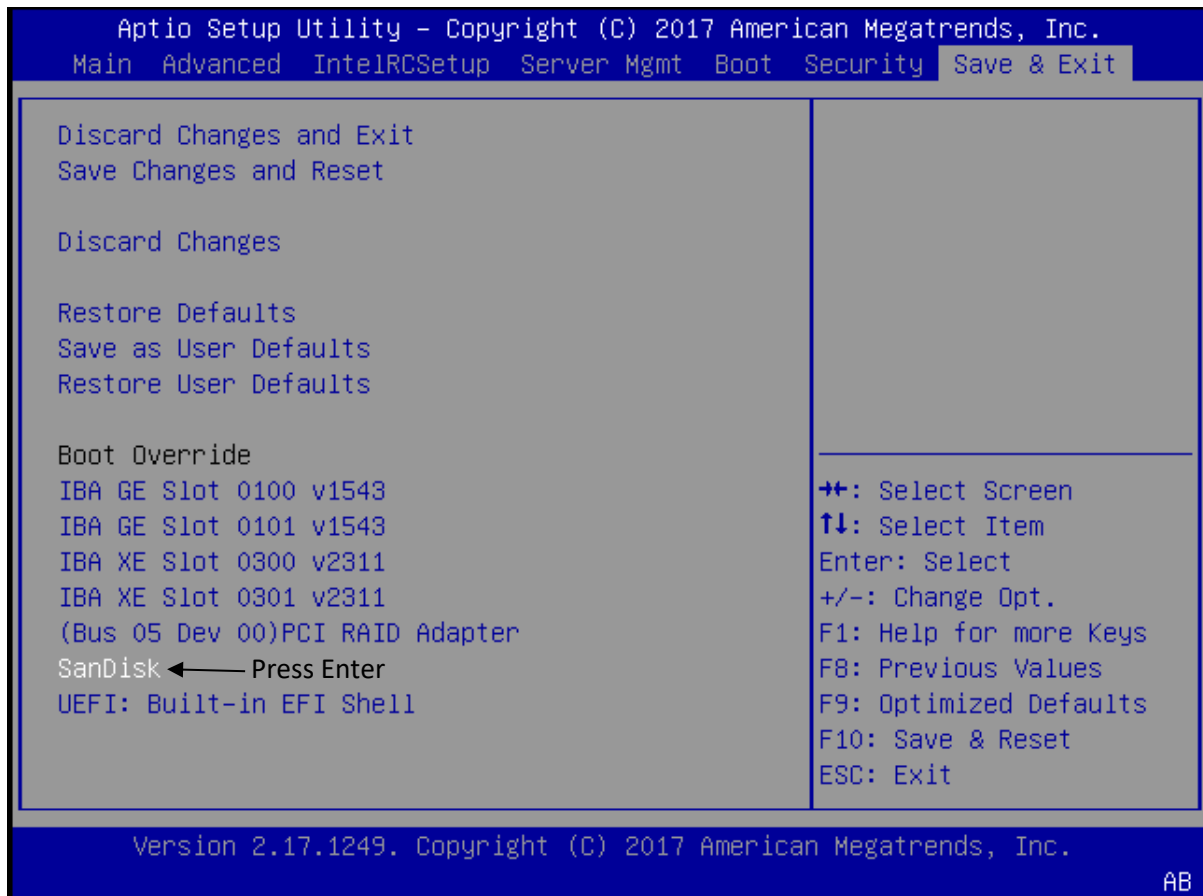 Aptio Setup Utility – Copyright (C) 2017 American Megatrends, Inc.
Main Advanced IntelRCSetup Server Mgmt Boot Security Save & Exit
Discard Changes and Exit
Save Changes and Reset
Discard Changes
Restore Defaults
Save as User Defaults
Restore User Defaults
Boot Override
IBA GE Slot 0100 v1543
IBA GE Slot 0101 v1543
IBA XE Slot 0300 v2311
IBA XE Slot 0301 v2311
(Bus 05 Dev 00)PCI RAID Adapter
SanDisk Press Enter
UEFI: Built-in EFI Shell
→←: Select Screen
↑↓: Select Item
Enter: Select
+/-: Change Opt.
F1: Help for more Keys
F8: Previous Values
F9: Optimized Defaults
F10: Save & Reset
ESC: Exit
Version 2.17.1249. Copyright (C) 2017 American Megatrends, Inc.
AB